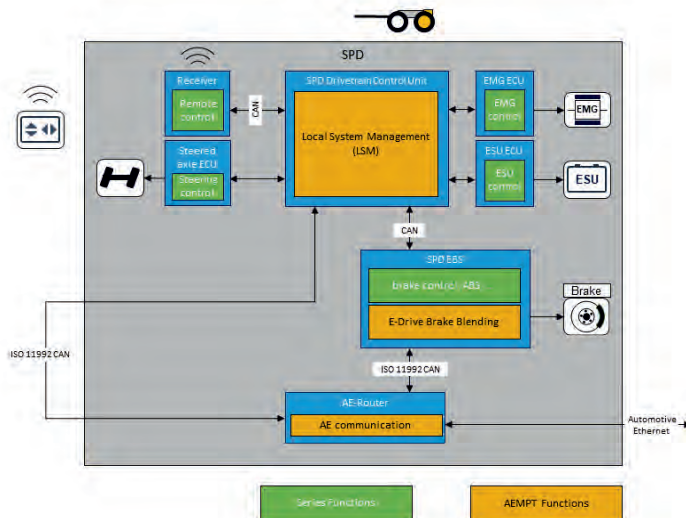 SPD
Receiver
Remote
control
CAN
Steered
axle ECU
Steering
control
SPD Drivetrain Control Unit
Local System Management
(LSM)
EMG ECU
EMG
control
EMG
ESU ECU
ESU
control
ESU
CAN
SPD EBS
brake control, ABS
E-Drive Brake Blending
Brake
ISO 11992 CAN
ISO 11992 CAN
AE-Router
AE communication
Automotive
Ethernet
Series Functions
AEMPT Functions